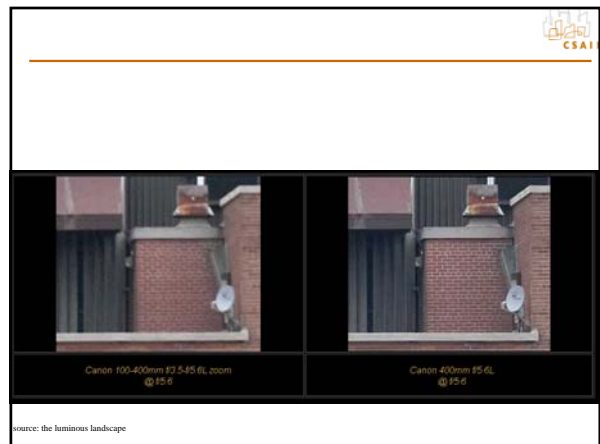 CSAIL
Canon 100-400mm f/3.5-f/5.6L zoom
@ f/5.6
Canon 400mm f/5.6L
@ f/5.6
source: the luminous landscape